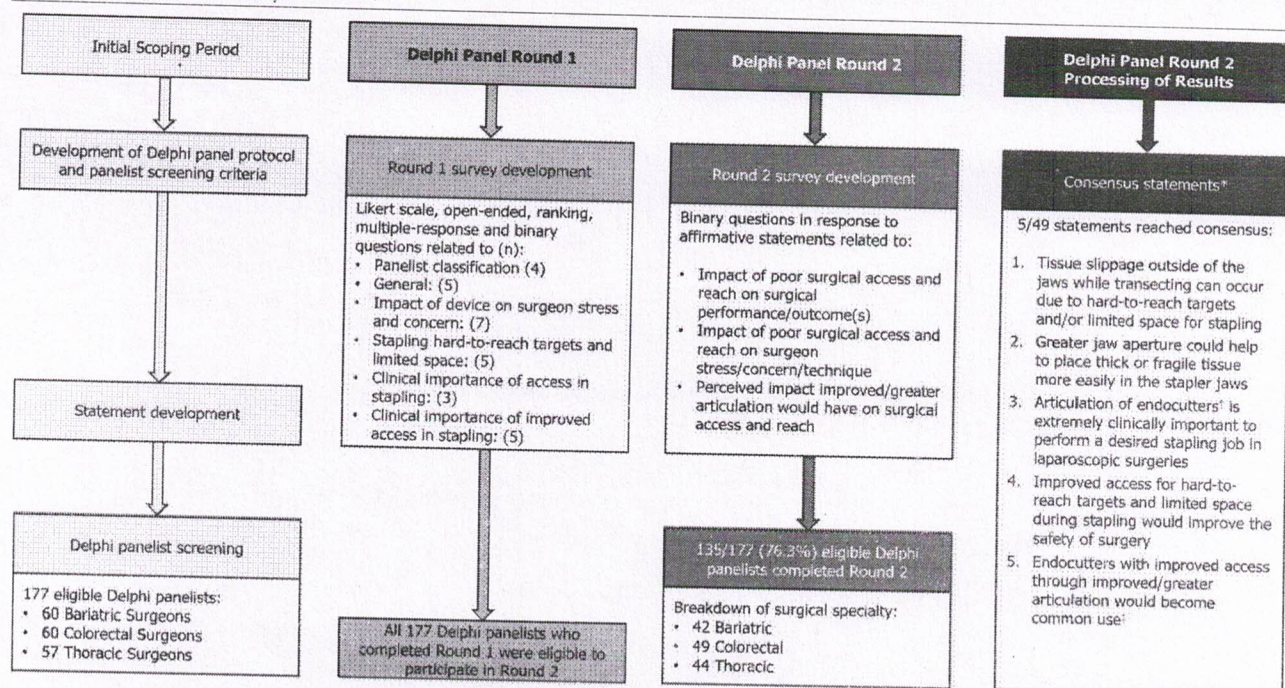 Initial Scoping Period
Development of Delphi panel protocol
and panelist screening criteria
Statement development
Delphi panelist screening
177 eligible Delphi panelists:
• 60 Bariatric Surgeons
• 60 Colorectal Surgeons
• 57 Thoracic Surgeons
Delphi Panel Round 1
Round 1 survey development
Likert scale, open-ended, ranking,
multiple-response and binary
questions related to (n):
• Panelist classification (4)
• General: (5)
• Impact of device on surgeon stress
and concern: (7)
• Stapling hard-to-reach targets and
limited space: (5)
• Clinical importance of access in
stapling: (3)
• Clinical importance of improved
access in stapling: (5)
All 177 Delphi panelists who
completed Round 1 were eligible to
participate in Round 2
Delphi Panel Round 2
Round 2 survey development
Binary questions in response to
affirmative statements related to:
• Impact of poor surgical access and
reach on surgical
performance/outcome(s)
• Impact of poor surgical access and
reach on surgeon
stress/concern/technique
• Perceived impact improved/greater
articulation would have on surgical
access and reach
135/177 (76.3%) eligible Delphi
panelists completed Round 2
Breakdown of surgical specialty:
• 42 Bariatric
• 49 Colorectal
• 44 Thoracic
Delphi Panel Round 2
Processing of Results
Consensus statements*
5/49 statements reached consensus:
1. Tissue slippage outside of the
jaws while transecting can occur
due to hard-to-reach targets
and/or limited space for stapling
2. Greater jaw aperture could help
to place thick or fragile tissue
more easily in the stapler jaws
3. Articulation of endocutters† is
extremely clinically important to
perform a desired stapling job in
laparoscopic surgeries
4. Improved access for hard-to-
reach targets and limited space
during stapling would improve the
safety of surgery
5. Endocutters with improved access
through improved/greater
articulation would become
common use‡